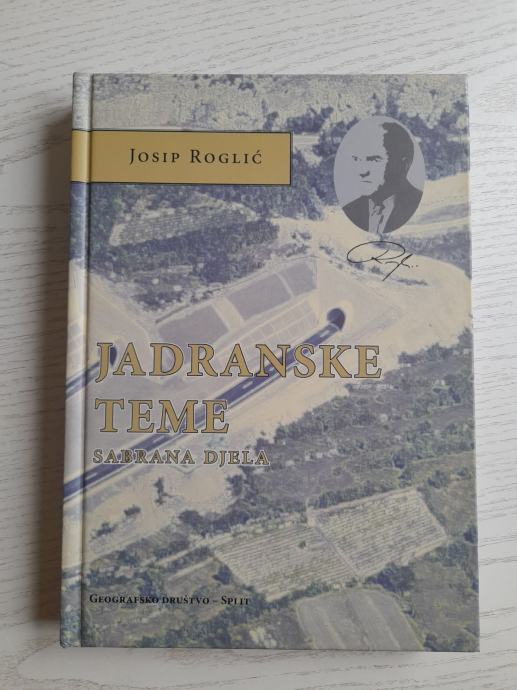 JOSIP ROGLIĆ
JADRANSKE
TEME
SABRANA DJELA
GEOGRAFSKO DRUŠTVO – SPLIT